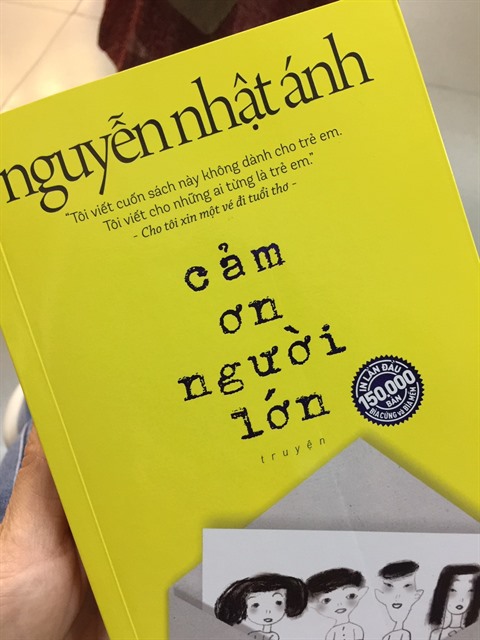 nguyễn nhật ánh
"Tôi viết cuốn sách này không dành cho trẻ em.
Tôi viết cho những ai từng là trẻ em."
- Cho tôi xin một vé đi tuổi thơ -
cảm
ơn
người
lớn
truyện
IN LẦN ĐẦU
150.000
BẢN
BÌA CỨNG VÀ BÌA MỀM